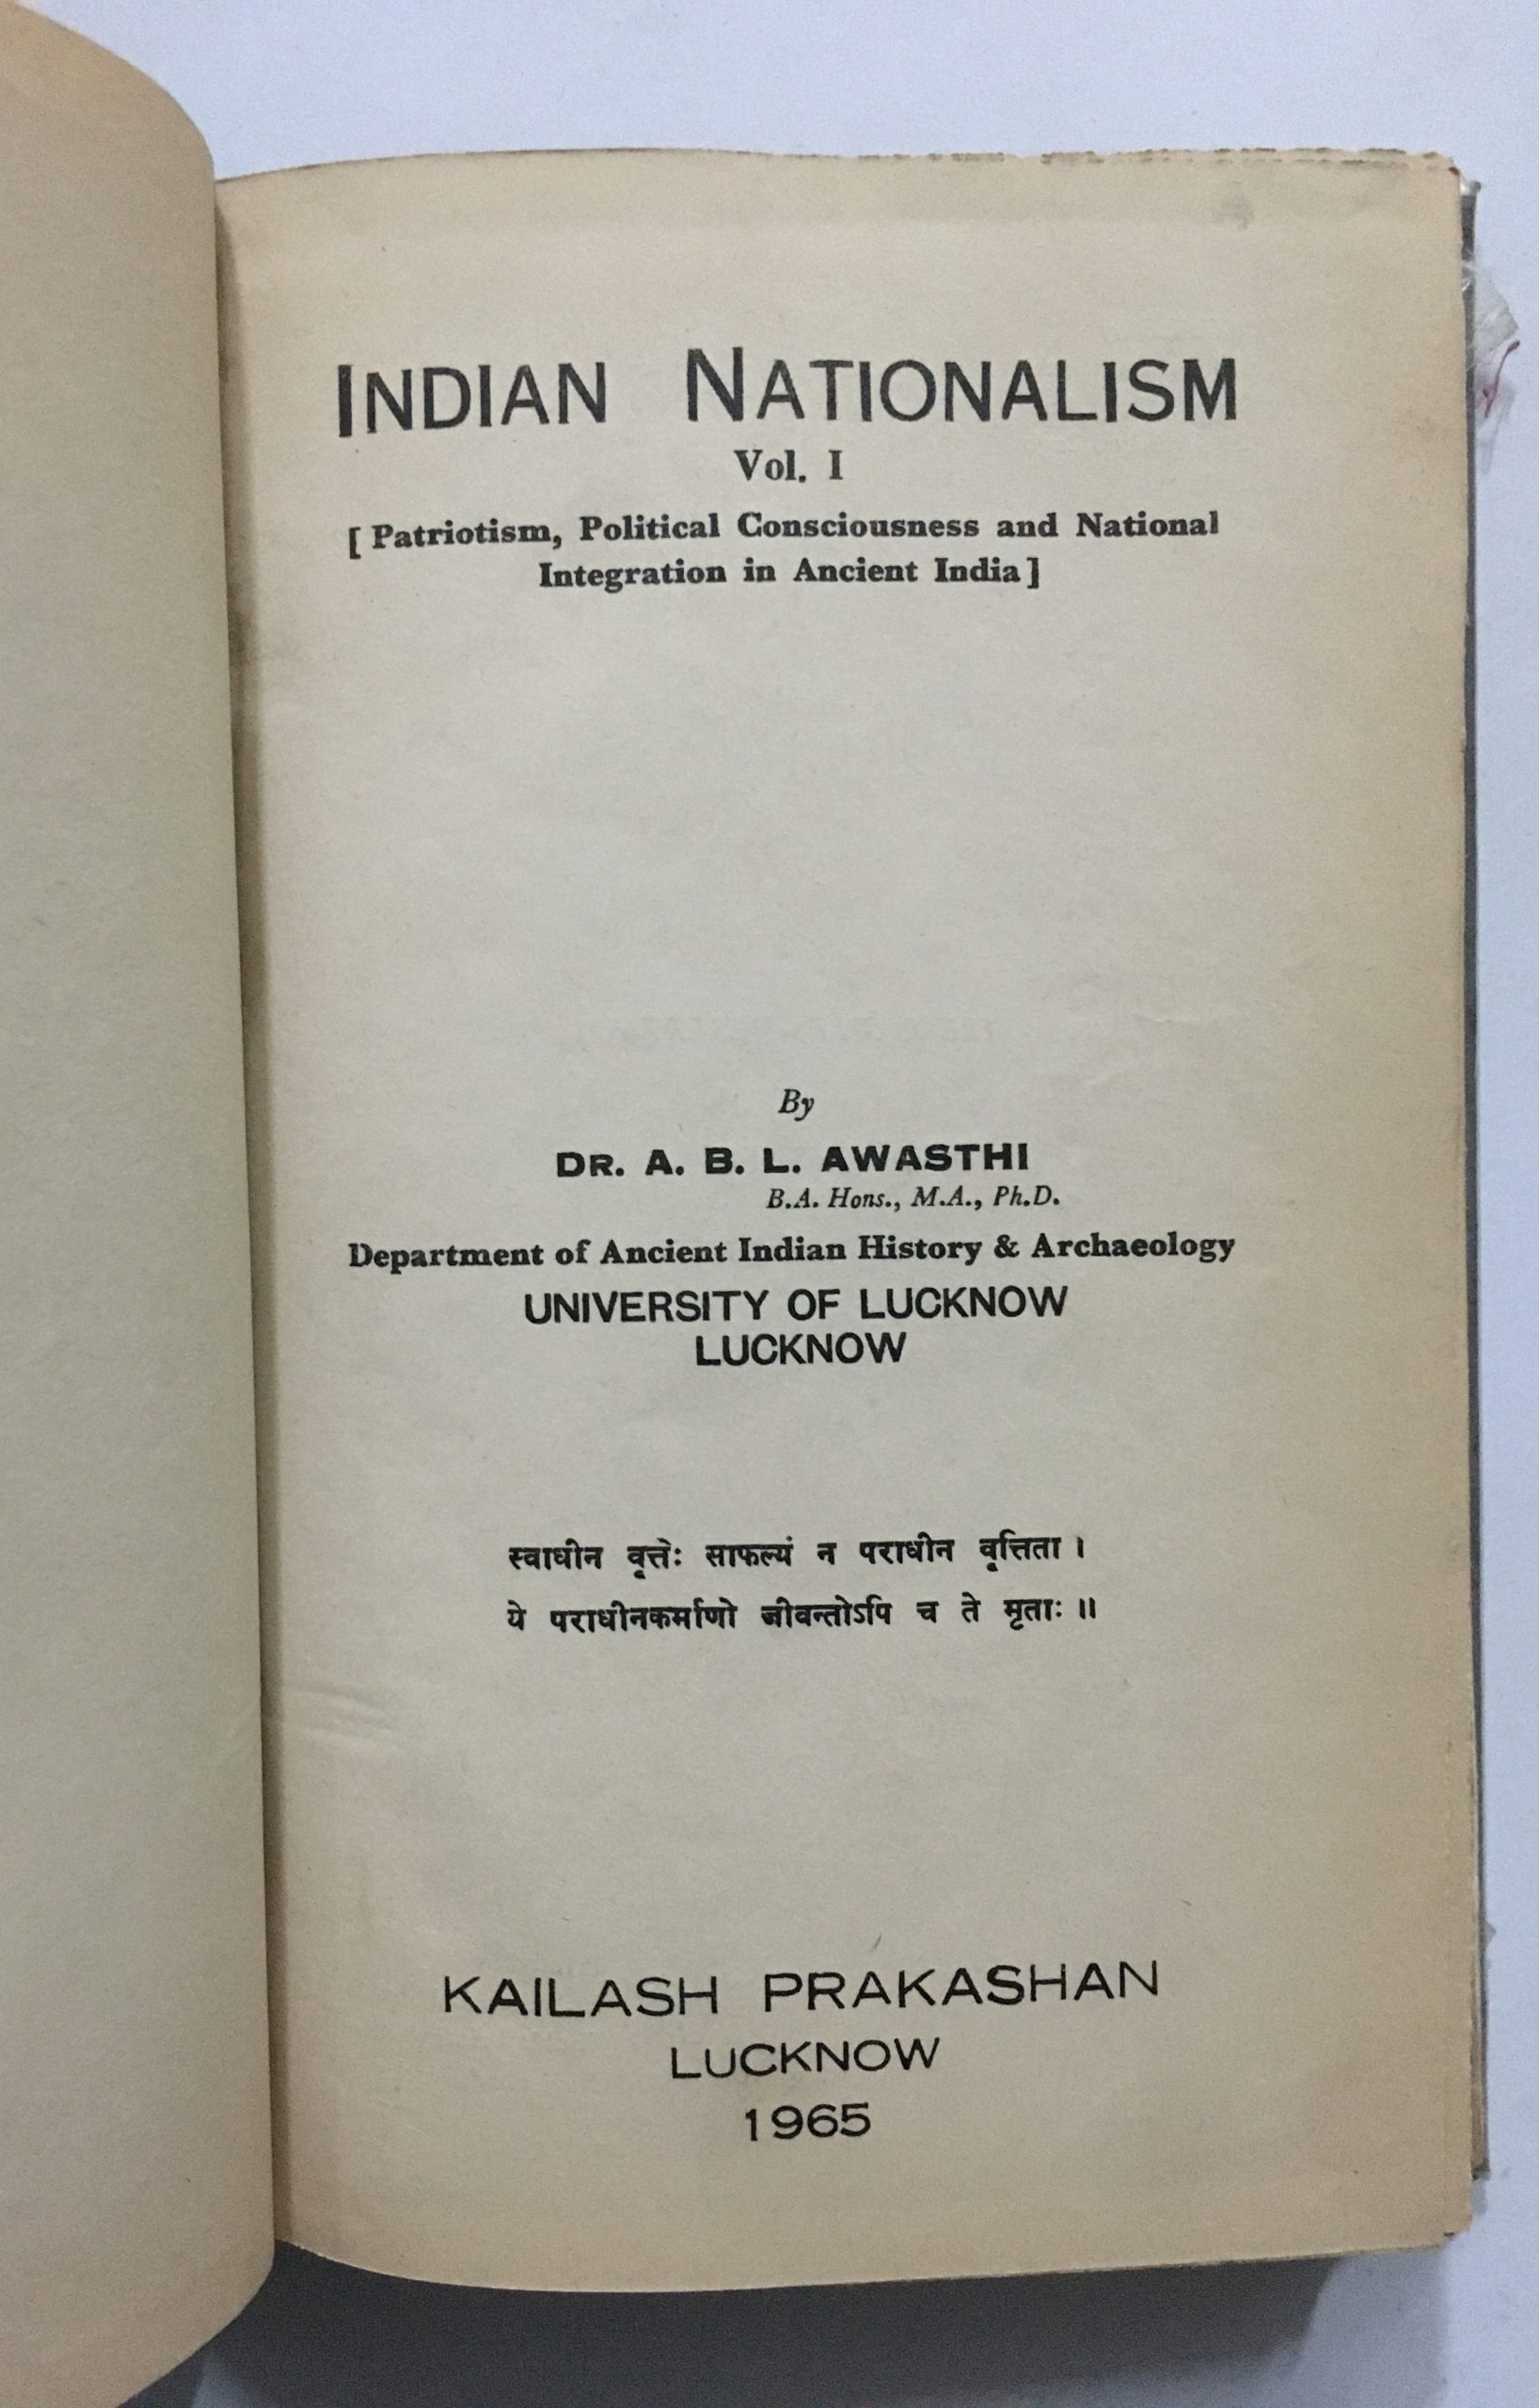 INDIAN NATIONALISM
Vol. I
[ Patriotism, Political Consciousness and National
Integration in Ancient India ]
By
DR. A. B. L. AWASTHI
B.A. Hons., M.A., Ph.D.
Department of Ancient Indian History & Archaeology
UNIVERSITY OF LUCKNOW
LUCKNOW
स्वाधीन वृत्तेः साफल्यं न पराधीन वृत्तिता ।
ये पराधीनकर्माणो जीवन्तोऽपि च ते मृताः ॥
KAILASH PRAKASHAN
LUCKNOW
1965